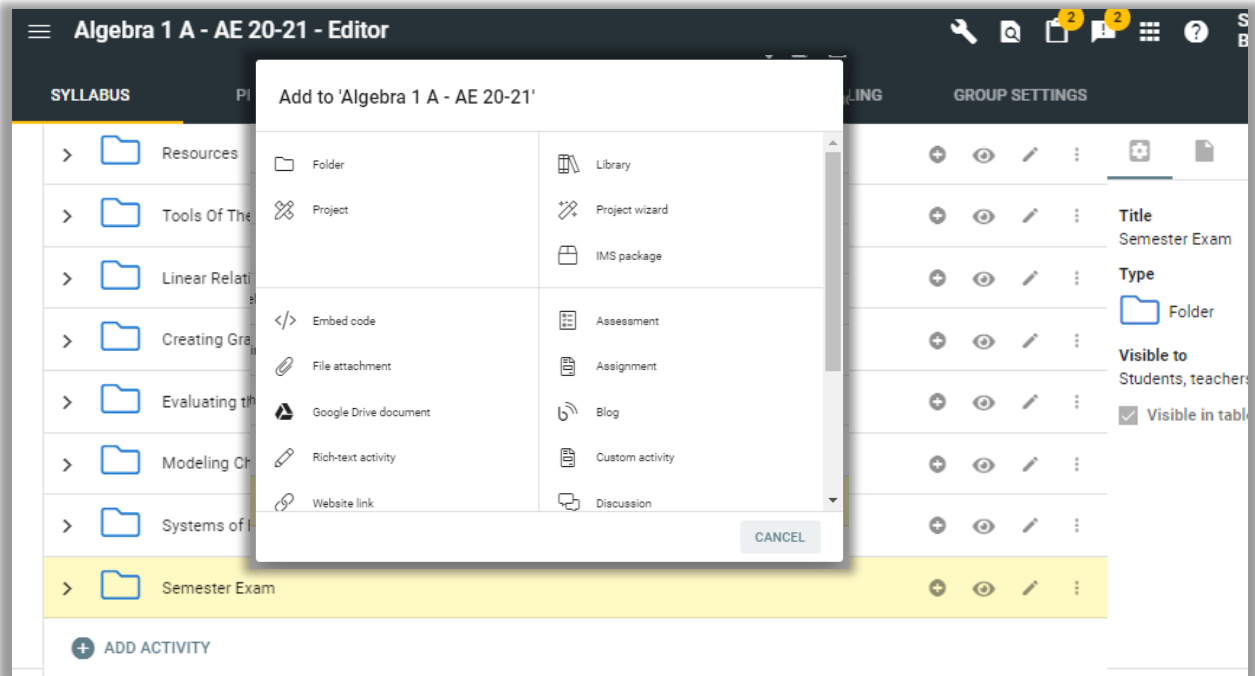 Algebra 1 A - AE 20-21 - Editor
2
2
?
S
B
SYLLABUS
GROUP SETTINGS
Add to 'Algebra 1 A - AE 20-21'
Folder
Library
Project
Project wizard
IMS package
Embed code
Assessment
File attachment
Assignment
Google Drive document
Blog
Rich-text activity
Custom activity
Website link
Discussion
CANCEL
Resources
Tools Of The
Linear Relati
Creating Gra
Evaluating th
Modeling Ch
Systems of
Semester Exam
ADD ACTIVITY
Title
Semester Exam
Type
Folder
Visible to
Students, teachers
Visible in table